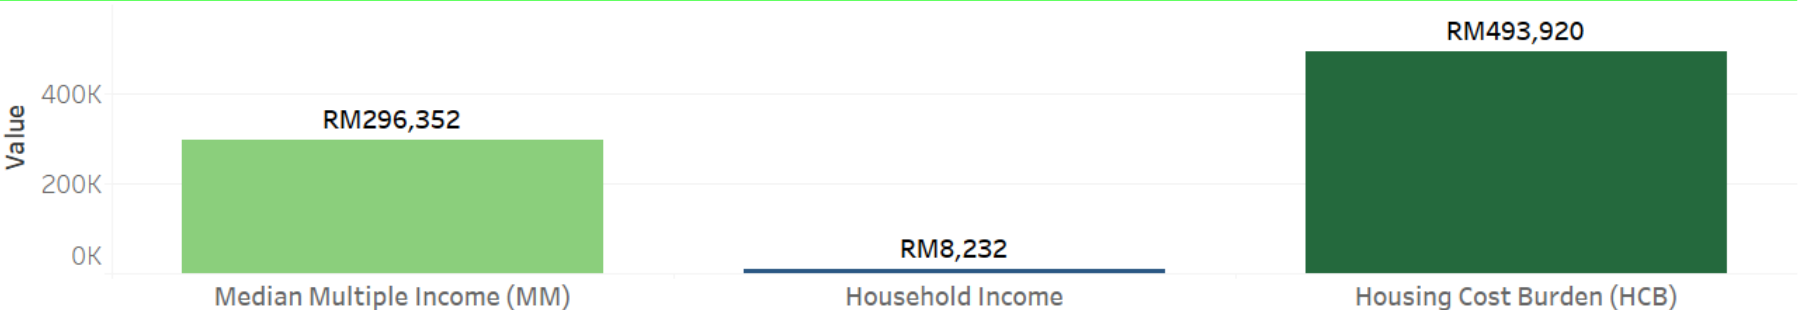 RM493,920
400K
RM296,352
Value
200K
RM8,232
0K
Median Multiple Income (MM)
Household Income
Housing Cost Burden (HCB)